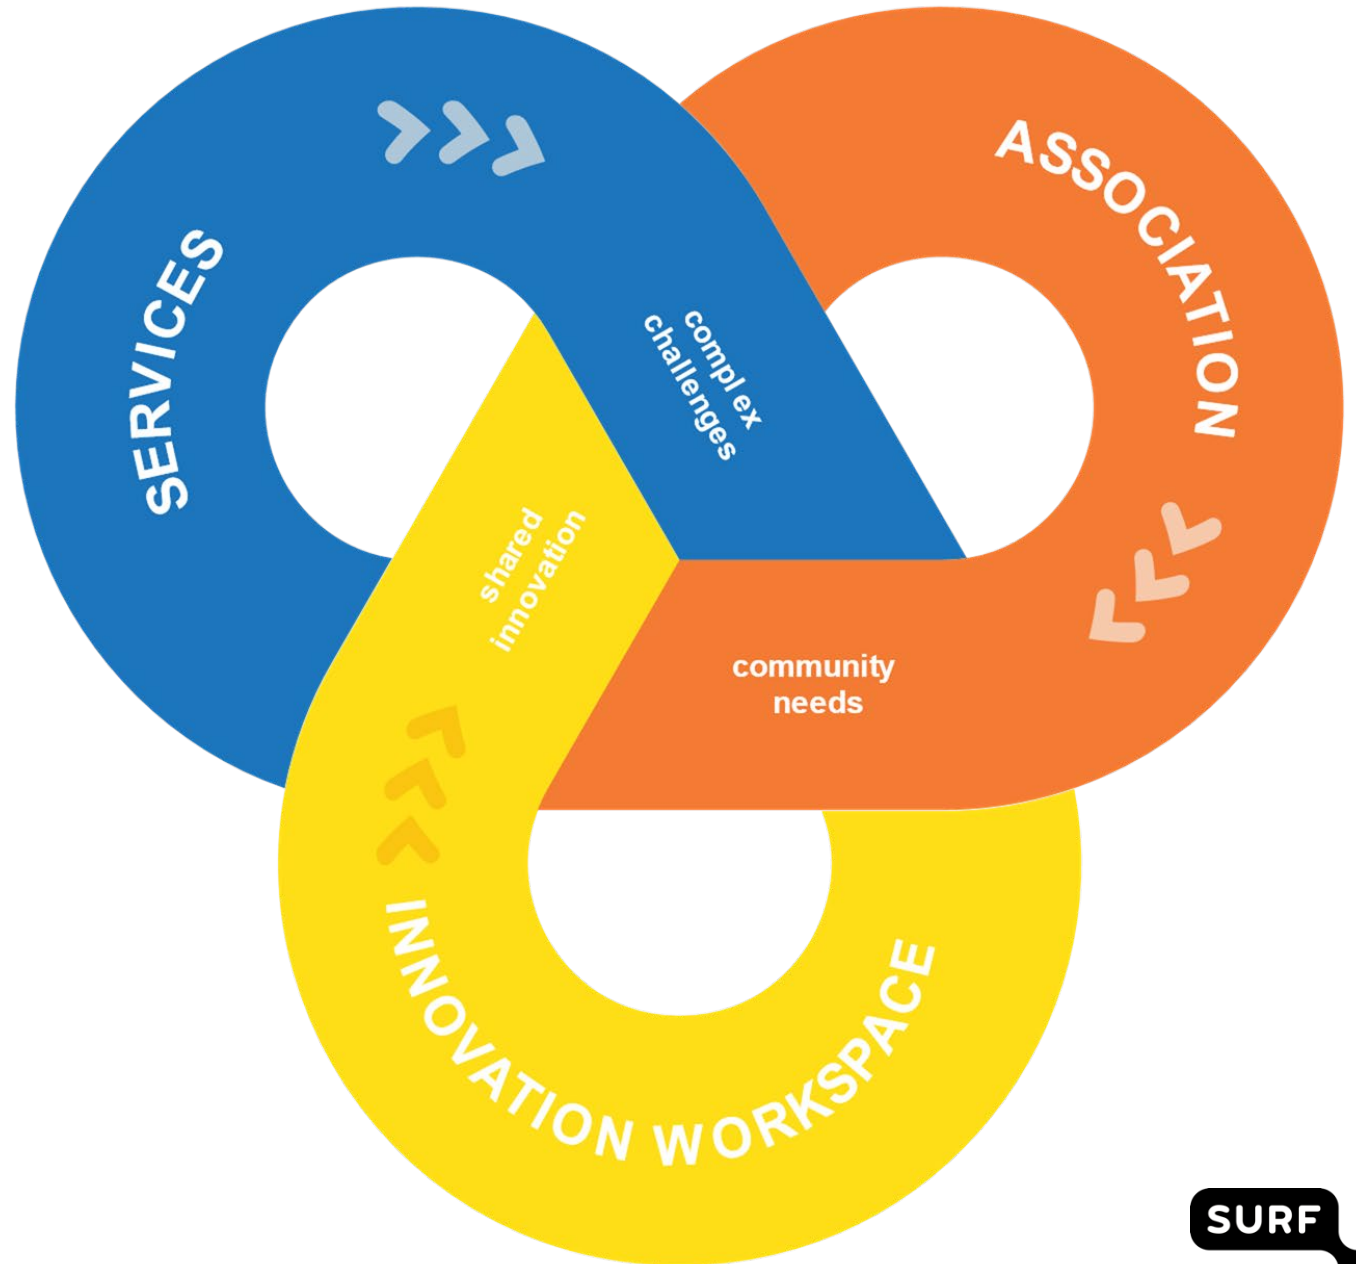 SERVICES
complex
challenges
ASSOCIATION
shared
innovation
community
needs
INNOVATION WORKSPACE
SURF